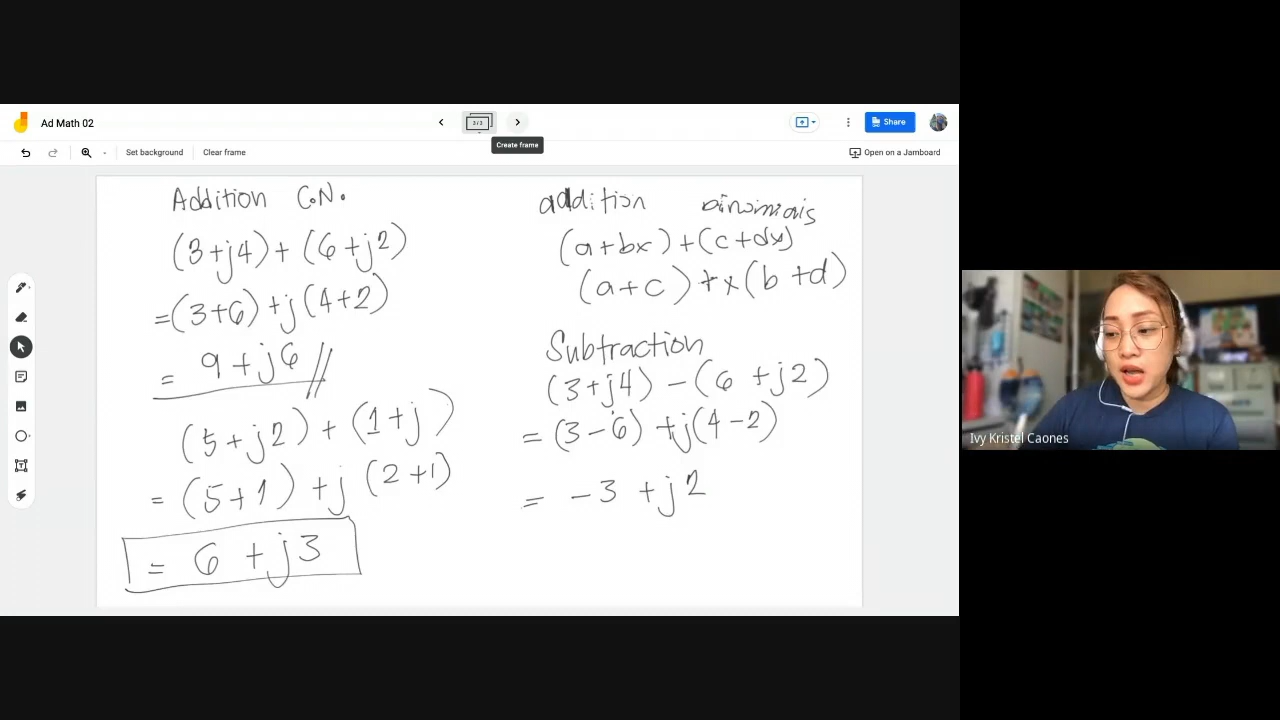 Ad Math 02
3/3
Share
Create frame
Set background
Clear frame
Open on a Jamboard
Addition C.N.
(3+j4)+(6+j2)
=(3+6)+j(4+2)
= 9+j6//
(5+j2)+(1+j)
=(5+1)+j(2+1)
= 6+j3
addition binomials
(a+bx)+(c+dx)
(a+c)+x(b+d)
Subtraction
(3+j4)-(6+j2)
=(3-6)+j(4-2)
= -3+j2
Ivy Kristel Caones